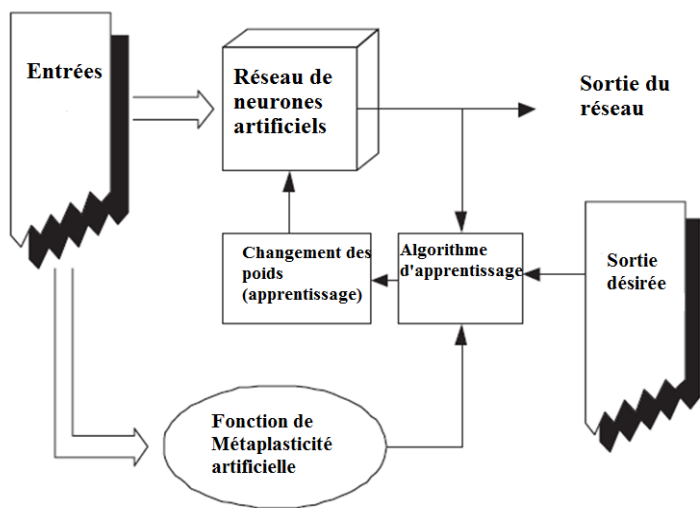 Entrées
Réseau de
neurones
artificiels
Sortie du
réseau
Changement des
poids
(apprentissage)
Algorithme
d'apprentissage
Sortie
désirée
Fonction de
Métaplasticité
artificielle